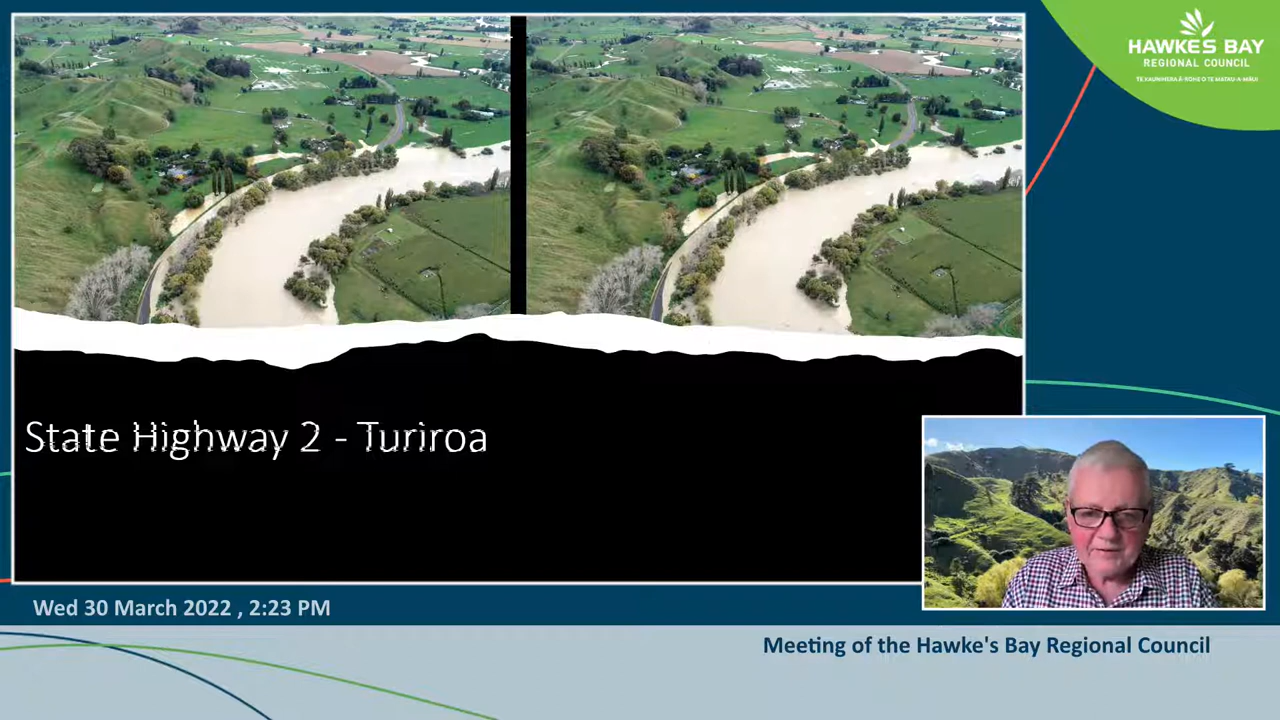 HAWKE'S BAY
REGIONAL COUNCIL
State Highway 2 - Turiroa
Wed 30 March 2022 , 2:23 PM
Meeting of the Hawke's Bay Regional Council